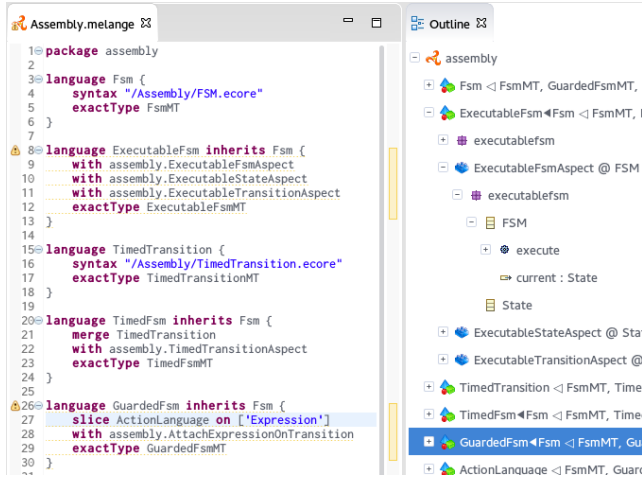 Assembly.melange
1 package assembly
2
3 language Fsm {
4 syntax "/Assembly/FSM.ecore"
5 exactType FsmMT
6 }
7
8 language ExecutableFsm inherits Fsm {
9 with assembly.ExecutableFsmAspect
10 with assembly.ExecutableStateAspect
11 with assembly.ExecutableTransitionAspect
12 exactType ExecutableFsmMT
13 }
14
15 language TimedTransition {
16 syntax "/Assembly/TimedTransition.ecore"
17 exactType TimedTransitionMT
18 }
19
20 language TimedFsm inherits Fsm {
21 merge TimedTransition
22 with assembly.TimedTransitionAspect
23 exactType TimedFsmMT
24 }
25
26 language GuardedFsm inherits Fsm {
27 slice ActionLanguage on ['Expression']
28 with assembly.AttachExpressionOnTransition
29 exactType GuardedFsmMT
30 }
Outline
assembly
Fsm ◁ FsmMT, GuardedFsmMT,
ExecutableFsm◀Fsm ◁ FsmMT,
executablefsm
ExecutableFsmAspect @ FSM
executablefsm
FSM
execute
current : State
State
ExecutableStateAspect @ Sta
ExecutableTransitionAspect @
TimedTransition ◁ FsmMT, Time
TimedFsm◀Fsm ◁ FsmMT, Time
GuardedFsm◀Fsm ◁ FsmMT, Gu
ActionLanguage ◁ FsmMT, Guard